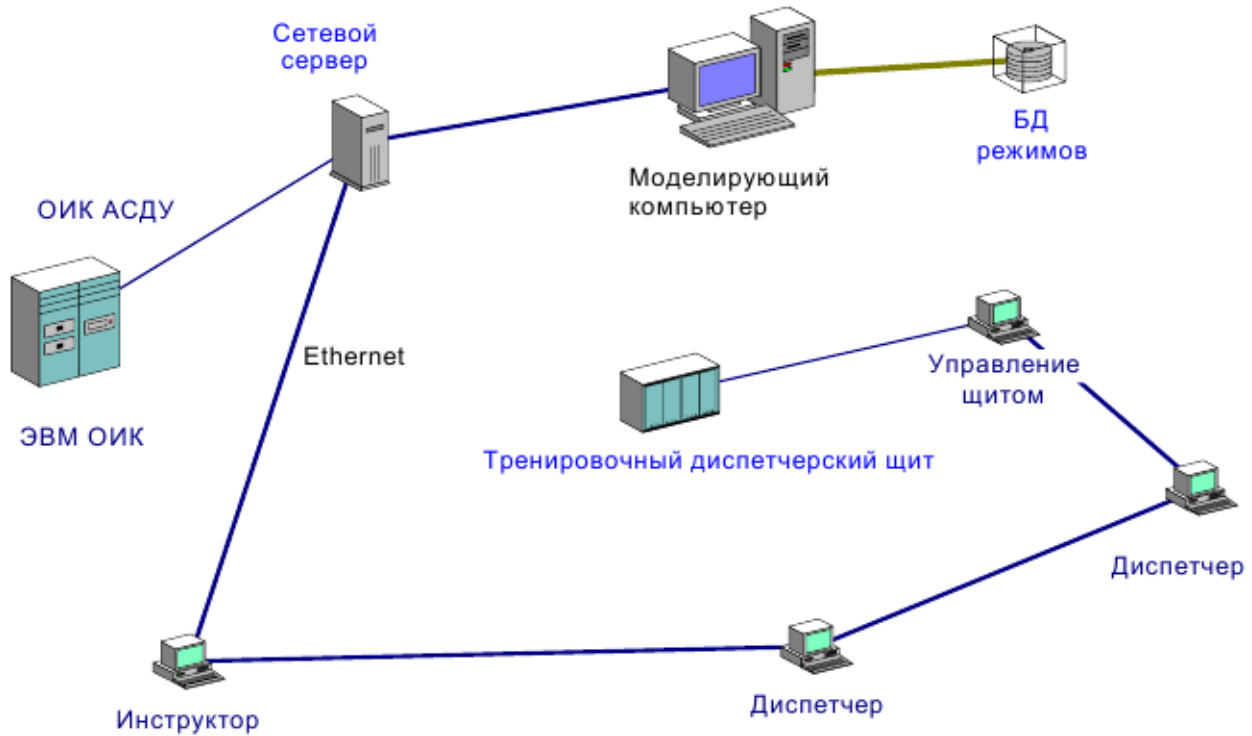 Сетевой
сервер
БД
режимов
Моделирующий
компьютер
ОИК АСДУ
Ethernet
Управление
щитом
ЭВМ ОИК
Тренировочный диспетчерский щит
Диспетчер
Диспетчер
Инструктор